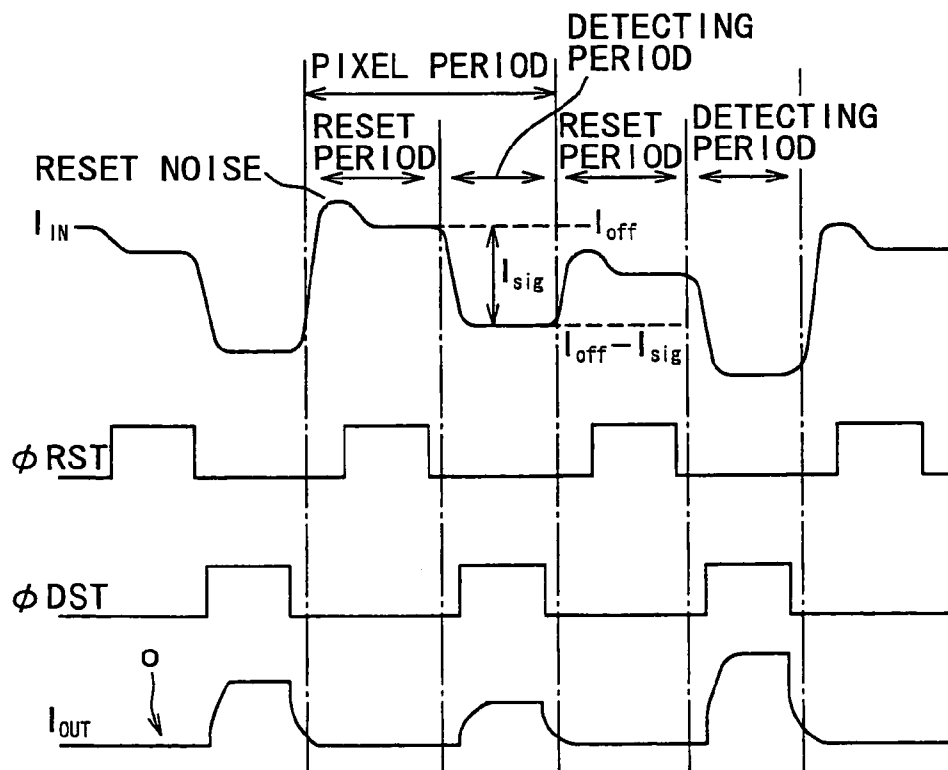 DETECTING
PERIOD
PIXEL PERIOD
RESET
PERIOD
RESET
PERIOD
DETECTING
PERIOD
RESET NOISE
I_IN
I_off
I_sig
I_off－I_sig
φRST
φDST
O
I_OUT